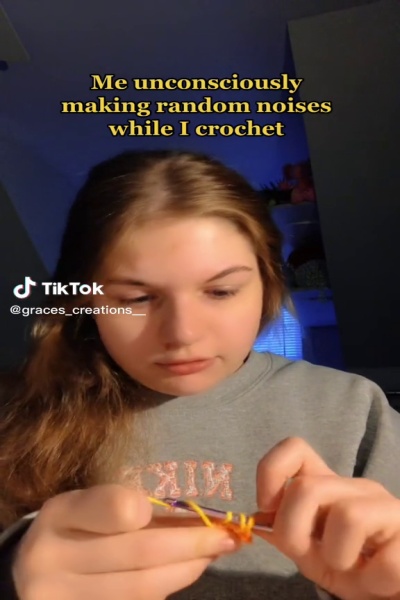 Me unconsciously
making random noises
while I crochet
TikTok
@graces_creations__
NIKE